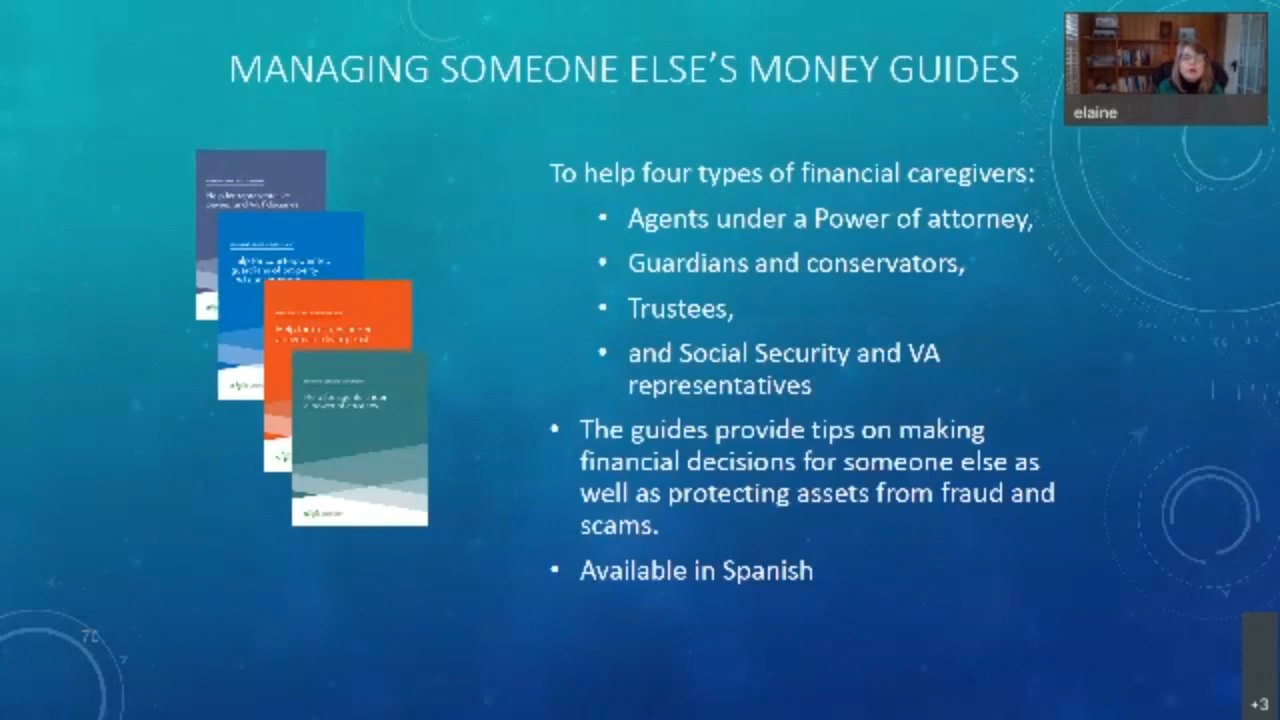 MANAGING SOMEONE ELSE'S MONEY GUIDES
elaine
To help four types of financial caregivers:
• Agents under a Power of attorney,
• Guardians and conservators,
• Trustees,
• and Social Security and VA
representatives
• The guides provide tips on making
financial decisions for someone else as
well as protecting assets from fraud and
scams.
• Available in Spanish
+3